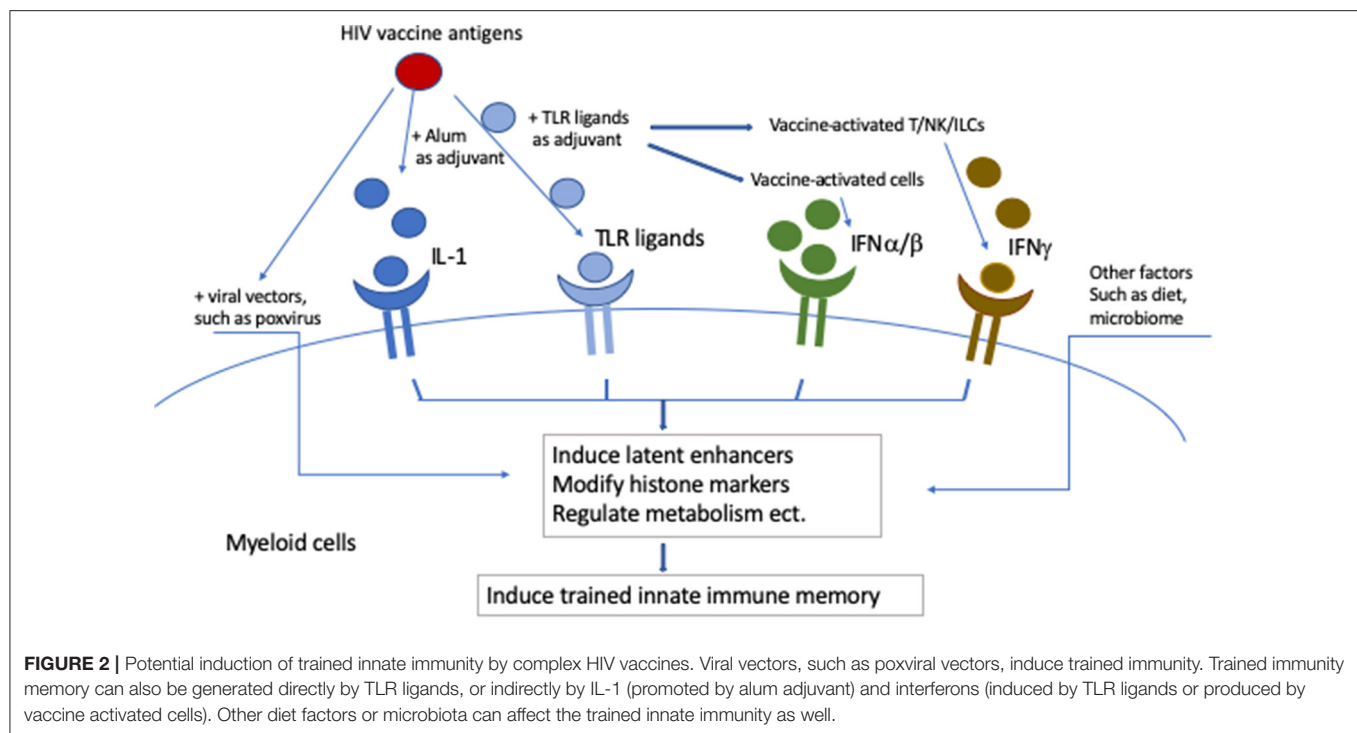 HIV vaccine antigens
+ Alum
as adjuvant
+ TLR ligands
as adjuvant
Vaccine-activated T/NK/ILCs
Vaccine-activated cells
IL-1
TLR ligands
IFNα/β
IFNγ
+ viral vectors,
such as poxvirus
Other factors
Such as diet,
microbiome
Induce latent enhancers
Modify histone markers
Regulate metabolism ect.
Myeloid cells
Induce trained innate immune memory
FIGURE 2 | Potential induction of trained innate immunity by complex HIV vaccines. Viral vectors, such as poxviral vectors, induce trained immunity. Trained immunity
memory can also be generated directly by TLR ligands, or indirectly by IL-1 (promoted by alum adjuvant) and interferons (induced by TLR ligands or produced by
vaccine activated cells). Other diet factors or microbiota can affect the trained innate immunity as well.